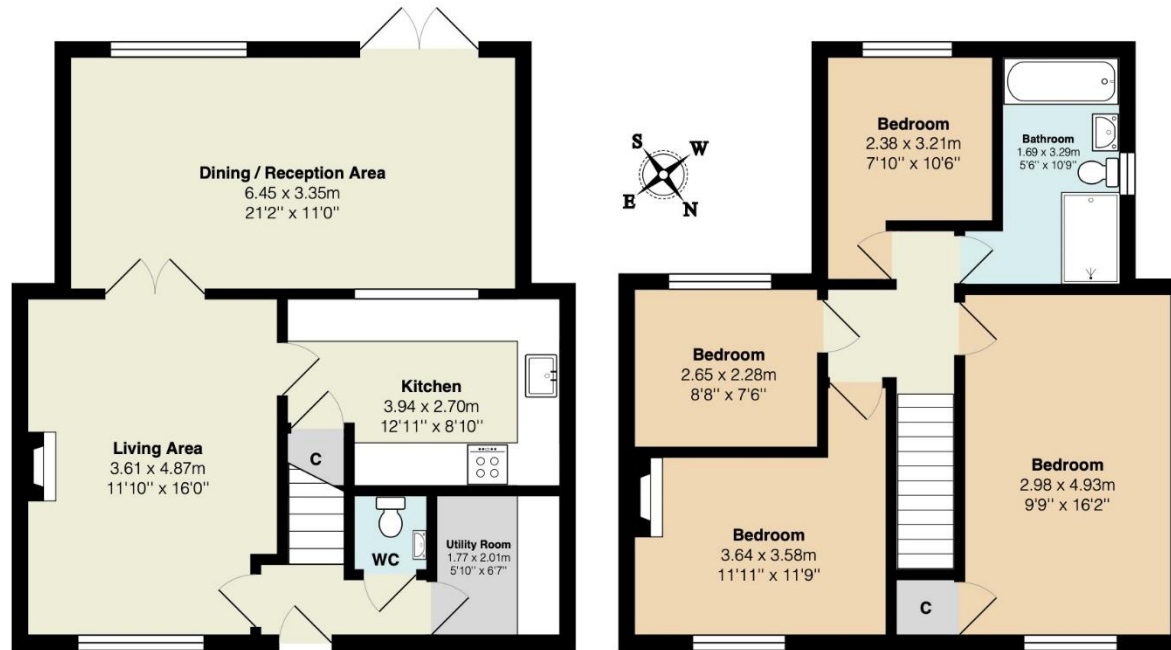 Dining / Reception Area
6.45 x 3.35m
21'2" x 11'0"
Living Area
3.61 x 4.87m
11'10" x 16'0"
Kitchen
3.94 x 2.70m
12'11" x 8'10"
C
WC
Utility Room
1.77 x 2.01m
5'10" x 6'7"
S
W
E
N
Bedroom
2.38 x 3.21m
7'10" x 10'6"
Bathroom
1.69 x 3.29m
5'6" x 10'9"
Bedroom
2.65 x 2.28m
8'8" x 7'6"
Bedroom
3.64 x 3.58m
11'11" x 11'9"
Bedroom
2.98 x 4.93m
9'9" x 16'2"
C